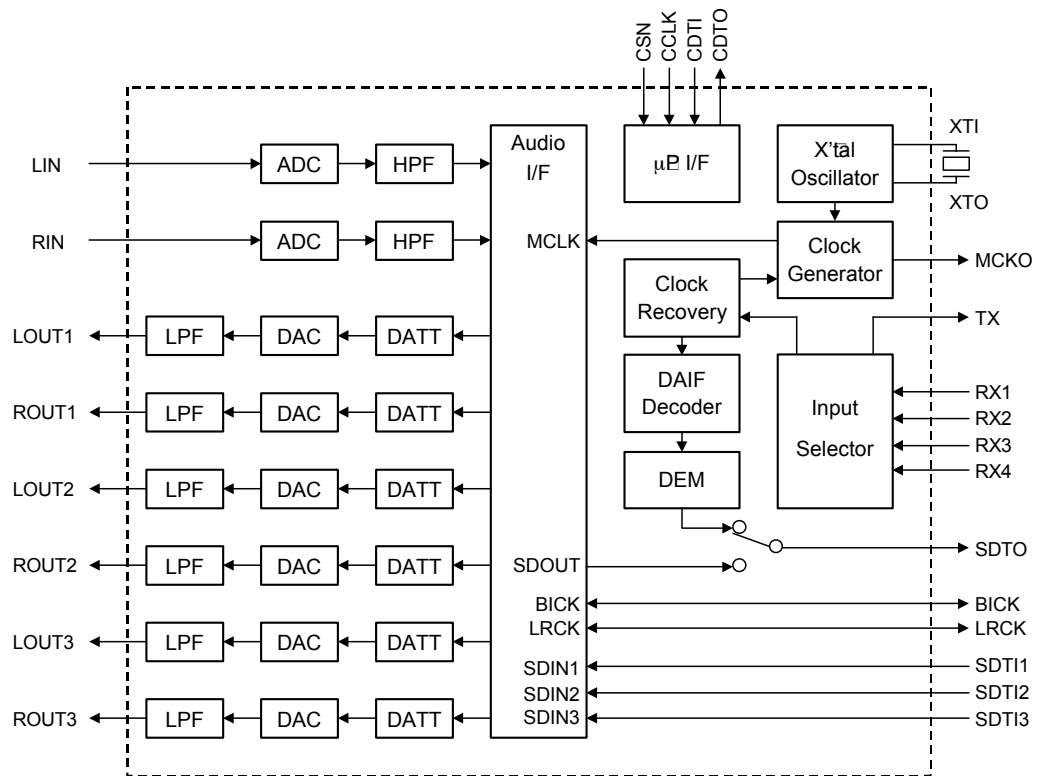 CSN
CCLK
CDTI
CDTO
LIN
ADC
HPF
Audio
I/F
X'tal
Oscillator
XTI
XTO
RIN
ADC
HPF
MCLK
Clock
Generator
MCKO
Clock
Recovery
TX
LOUT1
LPF
DAC
DATT
DAIF
Decoder
Input
Selector
RX1
RX2
RX3
RX4
ROUT1
LPF
DAC
DATT
LOUT2
LPF
DAC
DATT
DEM
ROUT2
LPF
DAC
DATT
SDOUT
SDTO
BICK
BICK
LRCK
LRCK
LOUT3
LPF
DAC
DATT
SDIN1
SDTI1
SDIN2
SDTI2
SDIN3
SDTI3
ROUT3
LPF
DAC
DATT
I/F